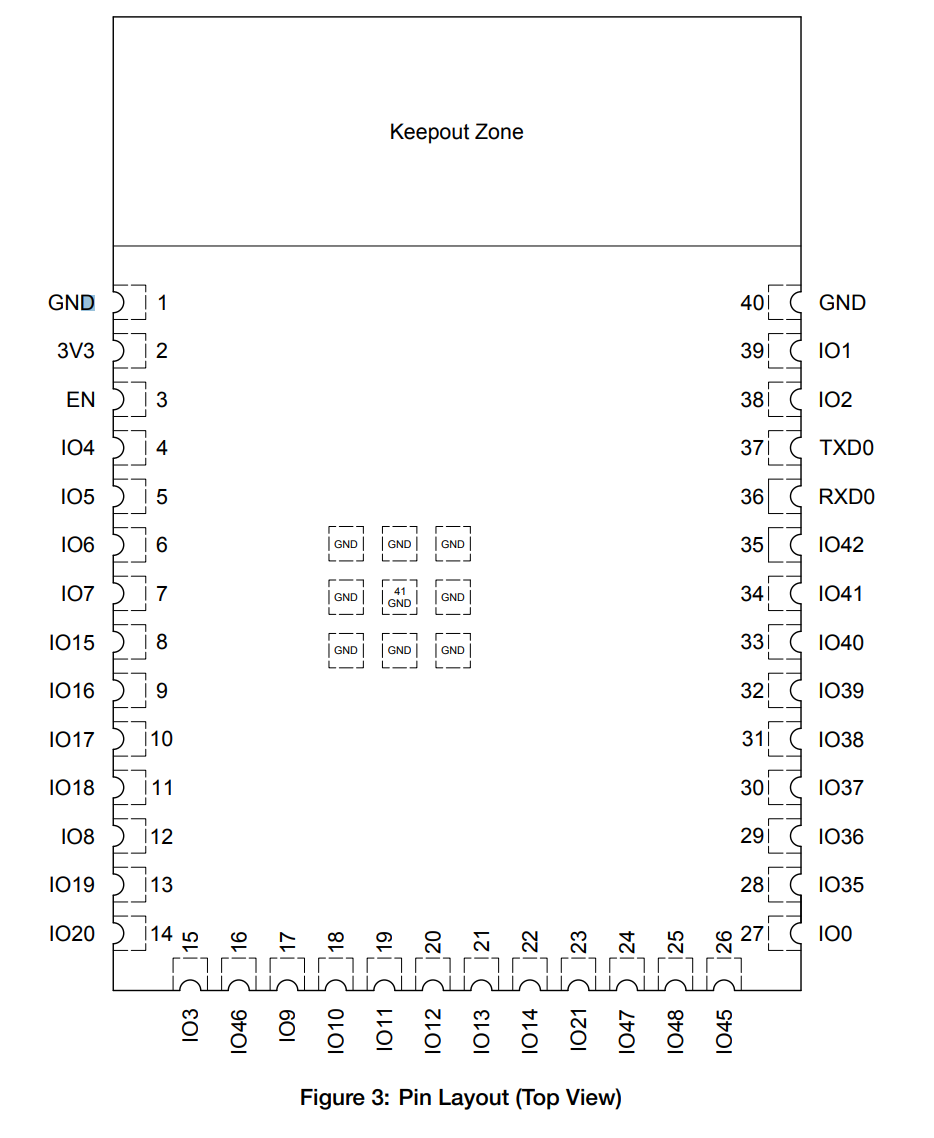 Keepout Zone
GND 1 40 GND
3V3 2 39 IO1
EN 3 38 IO2
IO4 4 37 TXD0
IO5 5 36 RXD0
IO6 6 GND GND GND 35 IO42
IO7 7 GND 41 GND GND 34 IO41
IO15 8 GND GND GND 33 IO40
IO16 9 32 IO39
IO17 10 31 IO38
IO18 11 30 IO37
IO8 12 29 IO36
IO19 13 28 IO35
IO20 14 15 16 17 18 19 20 21 22 23 24 25 26 27 IO0
IO3 IO46 IO9 IO10 IO11 IO12 IO13 IO14 IO21 IO47 IO48 IO45
Figure 3: Pin Layout (Top View)